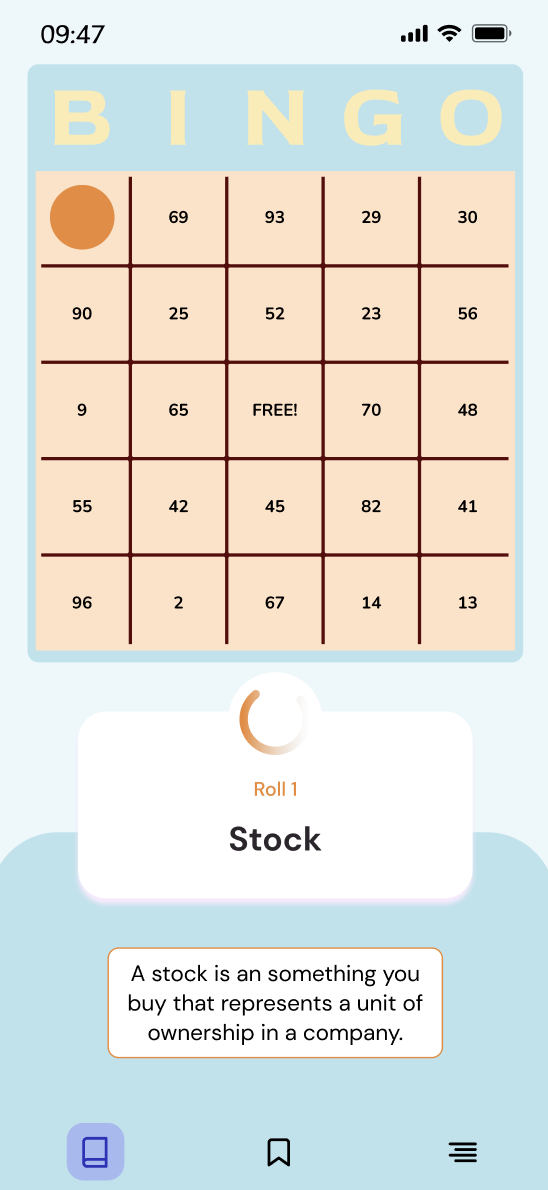 09:47
B I N G O
69 93 29 30
90 25 52 23 56
9 65 FREE! 70 48
55 42 45 82 41
96 2 67 14 13
Roll 1
Stock
A stock is an something you
buy that represents a unit of
ownership in a company.